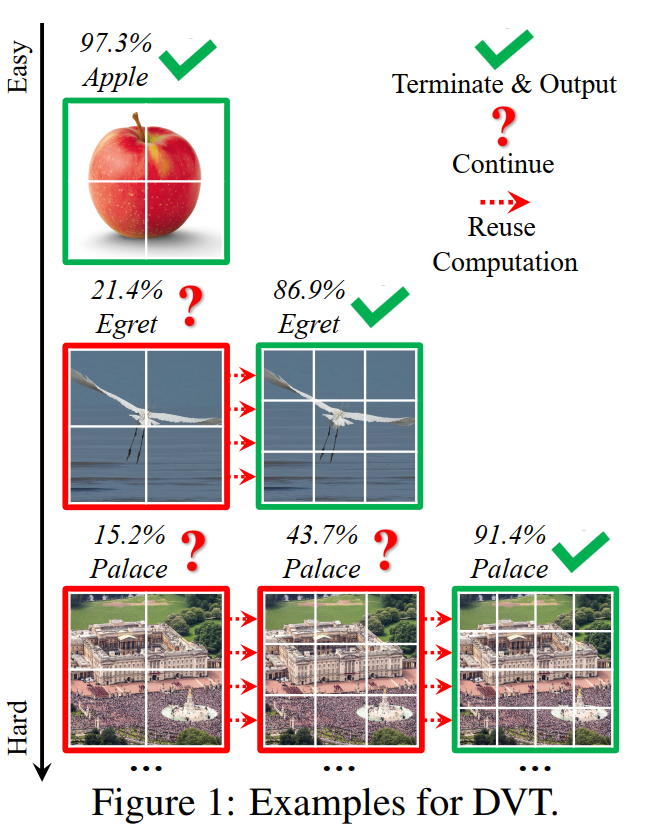 Easy
97.3%
Apple
Terminate & Output
?
Continue
Reuse
Computation
21.4%
Egret
?
86.9%
Egret
15.2%
Palace
?
43.7%
Palace
?
91.4%
Palace
Hard
... ... ...
Figure 1: Examples for DVT.